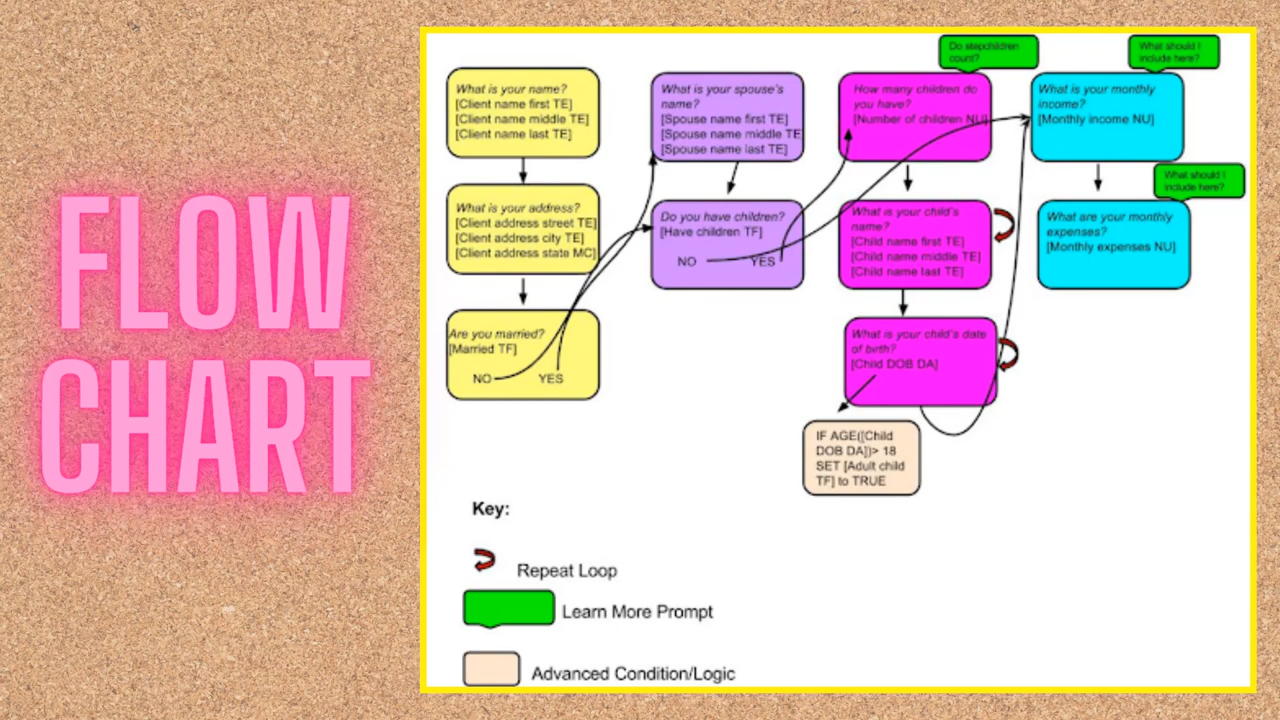 FLOW
CHART
What is your name?
[Client name first TE]
[Client name middle TE]
[Client name last TE]
What is your address?
[Client address street TE]
[Client address city TE]
[Client address state MC]
Are you married?
[Married TF]
NO YES
What is your spouse's
name?
[Spouse name first TE]
[Spouse name middle TE
[Spouse name last TE]
Do you have children?
[Have children TF]
NO YES
Do stepchildren
count?
How many children do
you have?
[Number of children NU]
What is your child's
name?
[Child name first TE]
[Child name middle TE]
[Child name last TE]
What is your child's date
of birth?
[Child DOB DA]
IF AGE([Child
DOB DA])> 18
SET [Adult child
TF] to TRUE
What should I
include here?
What is your monthly
income?
[Monthly income NU]
What should I
include here?
What are your monthly
expenses?
[Monthly expenses NU]
Key:
Repeat Loop
Learn More Prompt
Advanced Condition/Logic